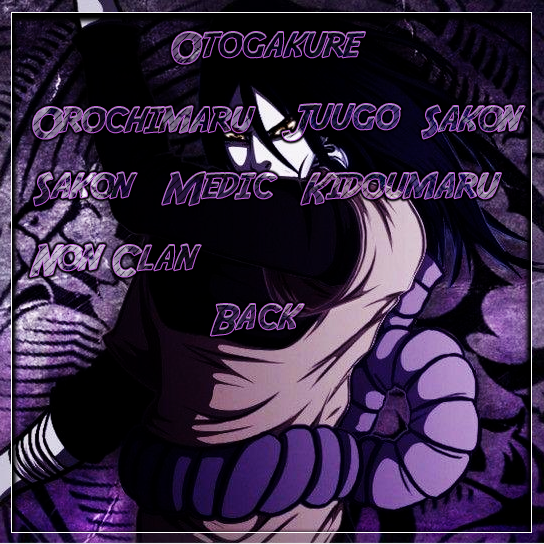 Otogakure
Orochimaru Juugo Sakon
Sakon Medic Kidoumaru
Non Clan
Back